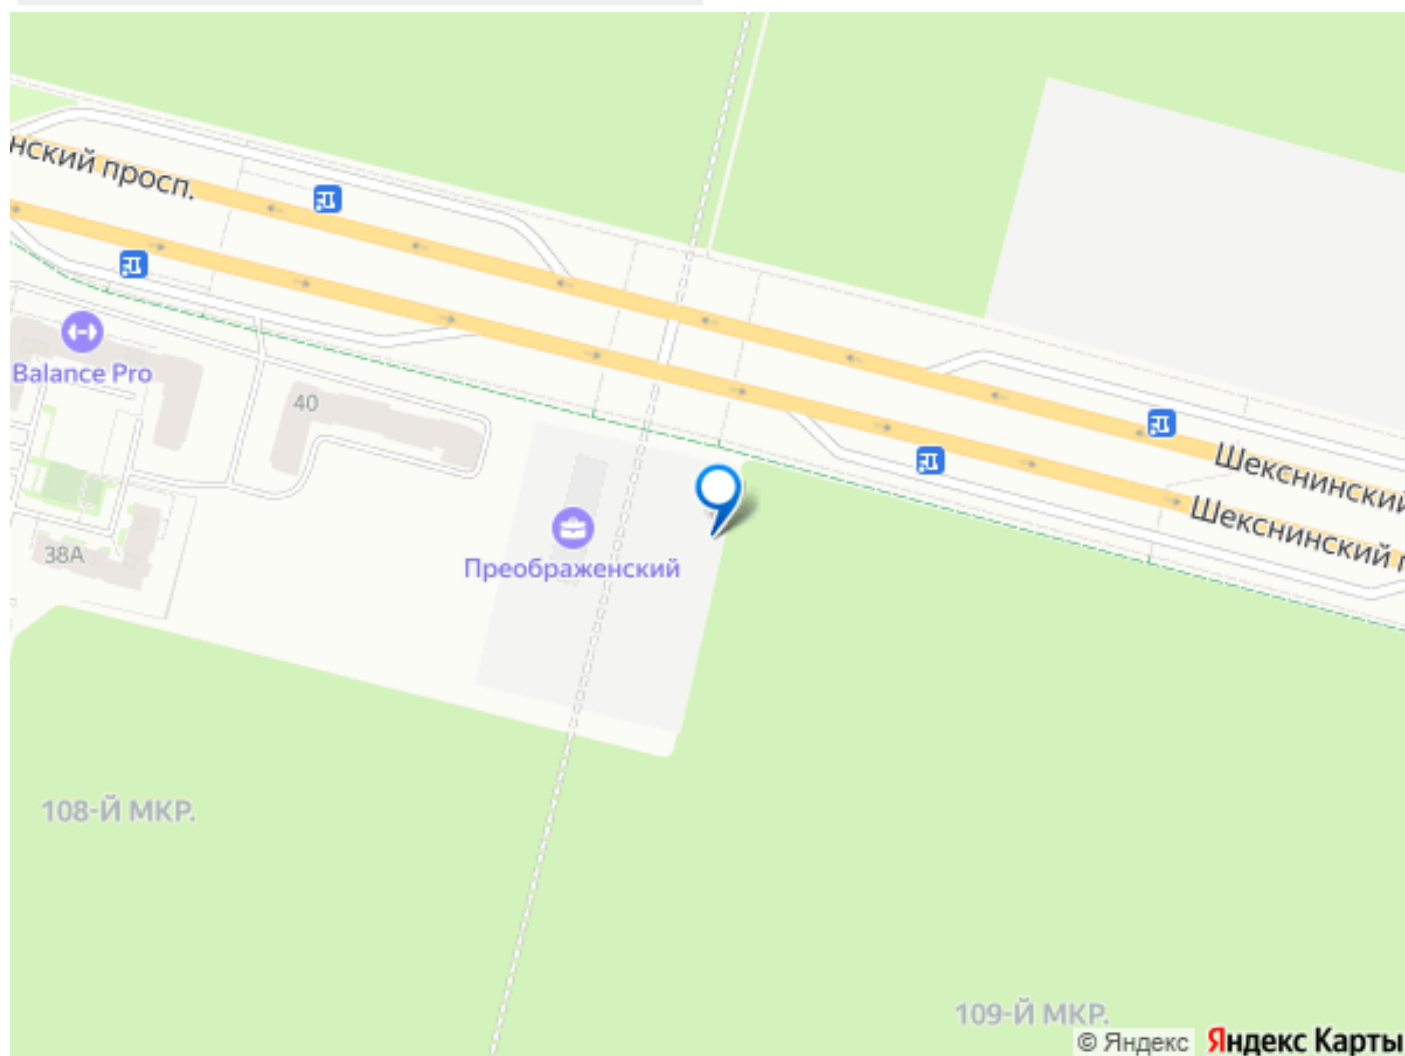 нский просп.
Balance Pro
40
Шекснинский
Шекснинский п
38А
Преображенский
108-Й МКР.
109-Й МКР.
© Яндекс Яндекс Карты